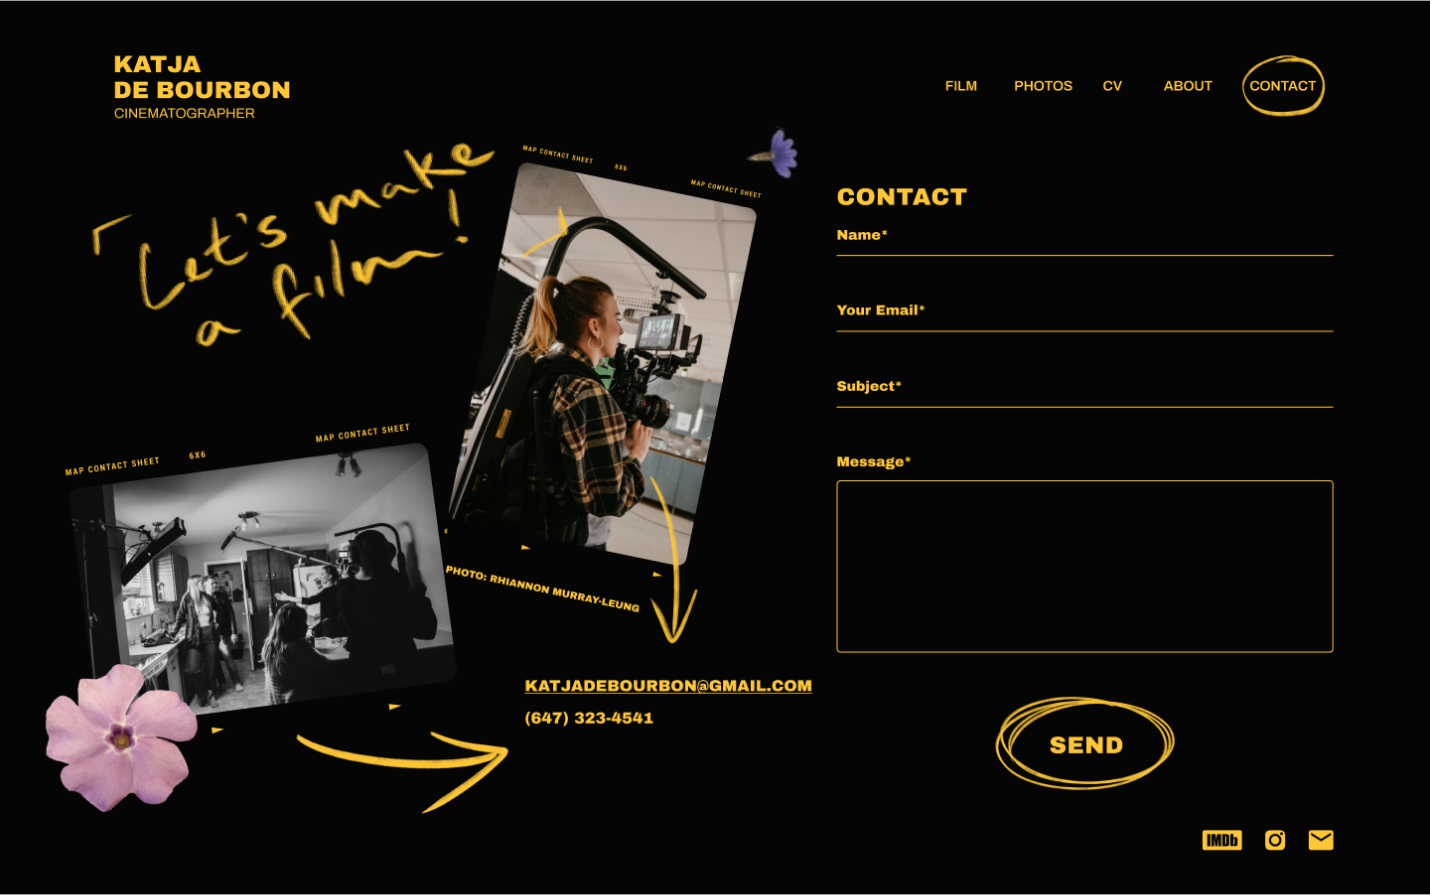 KATJA
DE BOURBON
CINEMATOGRAPHER
FILM PHOTOS CV ABOUT CONTACT
Let's make
a film!
MAP CONTACT SHEET 6X6 MAP CONTACT SHEET
6
PHOTO: RHIANNON MURRAY-LEUNG
MAP CONTACT SHEET 6X6 MAP CONTACT SHEET
KATJADEBOURBON@GMAIL.COM
(647) 323-4541
CONTACT
Name*
Your Email*
Subject*
Message*
SEND
IMDb